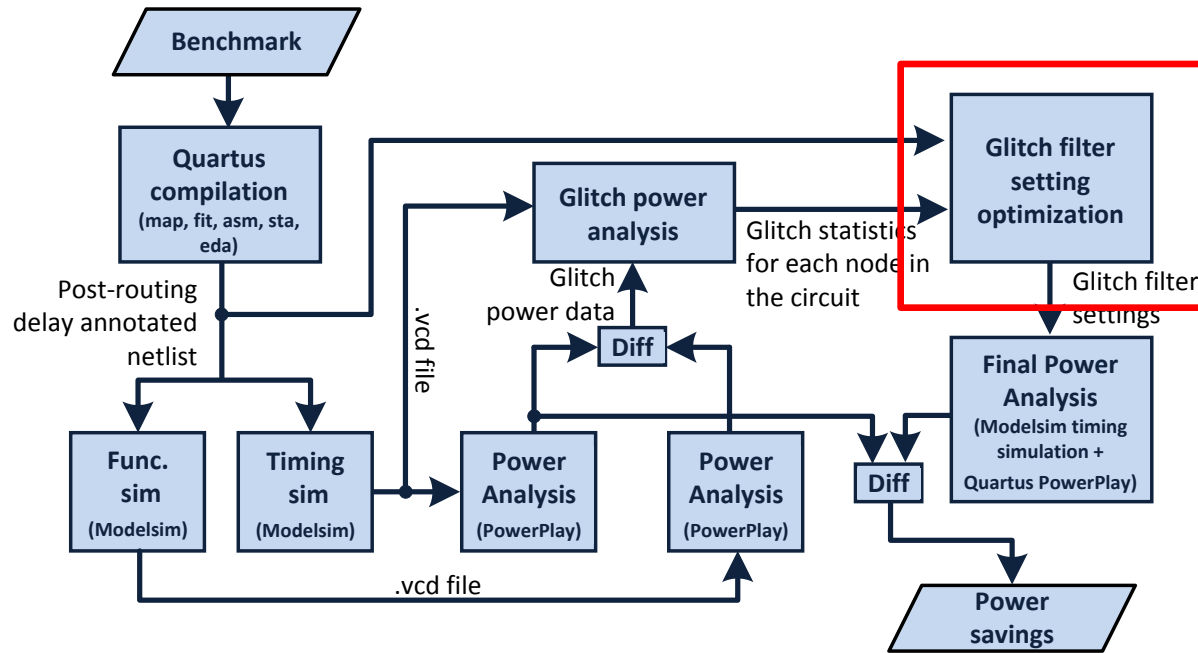 Benchmark
Quartus
compilation
(map, fit, asm, sta,
eda)
Glitch power
analysis
Glitch filter
setting
optimization
Post-routing
delay annotated
netlist
.vcd file
Glitch
power data
Glitch statistics
for each node in
the circuit
Glitch filter
settings
Diff
Func.
sim
(Modelsim)
Timing
sim
(Modelsim)
Power
Analysis
(PowerPlay)
Power
Analysis
(PowerPlay)
Diff
Final Power
Analysis
(Modelsim timing
simulation +
Quartus PowerPlay)
.vcd file
Power
savings